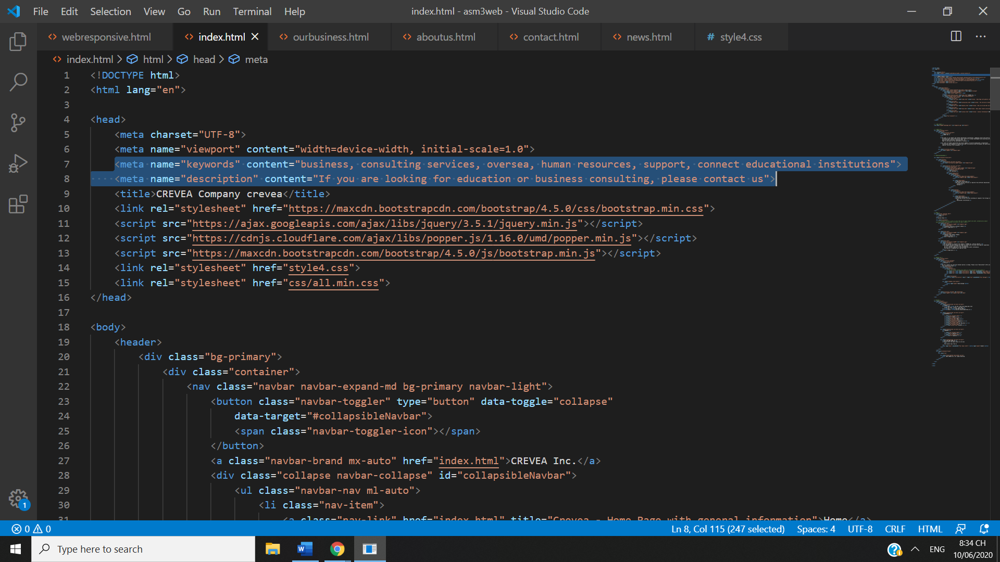 File Edit Selection View Go Run Terminal Help index.html - asm3web - Visual Studio Code
webresponsive.html index.html ourbusiness.html aboutus.html contact.html news.html # style4.css
index.html > html > head > meta
1 <!DOCTYPE html>
2 <html lang="en">
3
4 <head>
5 <meta charset="UTF-8">
6 <meta name="viewport" content="width=device-width, initial-scale=1.0">
7 <meta name="keywords" content="business, consulting services, oversea, human resources, support, connect educational institutions">
8 <meta name="description" content="If you are looking for education or business consulting, please contact us">
9 <title>CREVEA Company crevea</title>
10 <link rel="stylesheet" href="https://maxcdn.bootstrapcdn.com/bootstrap/4.5.0/css/bootstrap.min.css">
11 <script src="https://ajax.googleapis.com/ajax/libs/jquery/3.5.1/jquery.min.js"></script>
12 <script src="https://cdnjs.cloudflare.com/ajax/libs/popper.js/1.16.0/umd/popper.min.js"></script>
13 <script src="https://maxcdn.bootstrapcdn.com/bootstrap/4.5.0/js/bootstrap.min.js"></script>
14 <link rel="stylesheet" href="style4.css">
15 <link rel="stylesheet" href="css/all.min.css">
16 </head>
17
18 <body>
19 <header>
20 <div class="bg-primary">
21 <div class="container">
22 <nav class="navbar navbar-expand-md bg-primary navbar-light">
23 <button class="navbar-toggler" type="button" data-toggle="collapse"
24 data-target="#collapsibleNavbar">
25 <span class="navbar-toggler-icon"></span>
26 </button>
27 <a class="navbar-brand mx-auto" href="index.html">CREVEA Inc.</a>
28 <div class="collapse navbar-collapse" id="collapsibleNavbar">
29 <ul class="navbar-nav ml-auto">
30 <li class="nav-item">
31 <a class="nav-link" href="index.html" title="Crevea - Home Page with general information">Home</a>
1
0 0 Ln 8, Col 115 (247 selected) Spaces: 4 UTF-8 CRLF HTML
Type here to search ENG 8:34 CH
10/06/2020